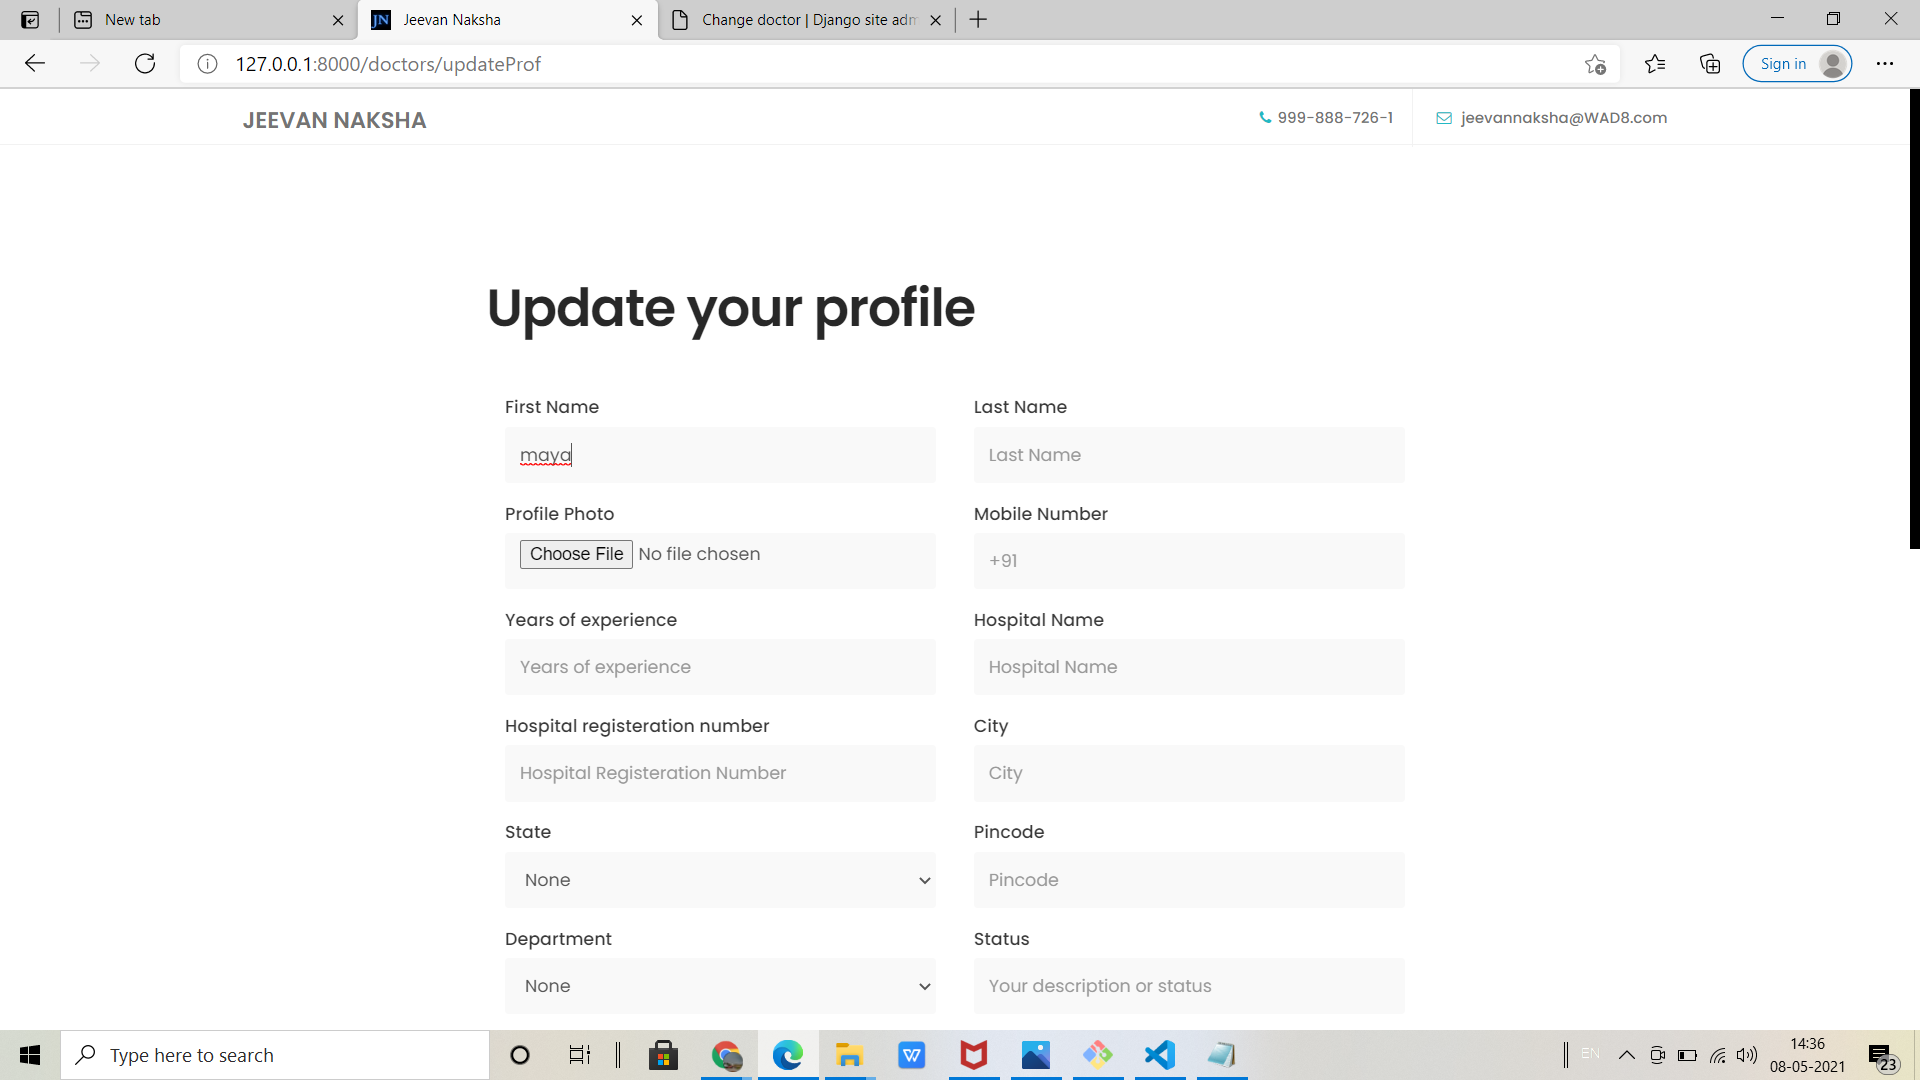 New tab
Jeevan Naksha
Change doctor | Django site adm
127.0.0.1:8000/doctors/updateProf
Sign in
JEEVAN NAKSHA
999-888-726-1
jeevannaksha@WAD8.com
Update your profile
First Name
Last Name
maya
Last Name
Profile Photo
Mobile Number
Choose File No file chosen
+91
Years of experience
Hospital Name
Years of experience
Hospital Name
Hospital registeration number
City
Hospital Registeration Number
City
State
Pincode
None
Pincode
Department
Status
None
Your description or status
Type here to search
EN
14:36
08-05-2021
23